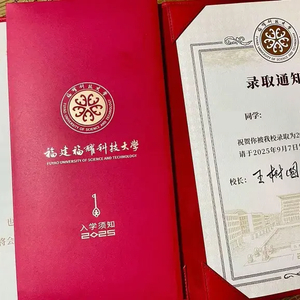 福建福耀科技大学
FUYAO UNIVERSITY OF SCIENCE AND TECHNOLOGY
入学须知
2025
录取通知
同学：
祝贺你被我校录取为2
请于2025年9月7日
校长：